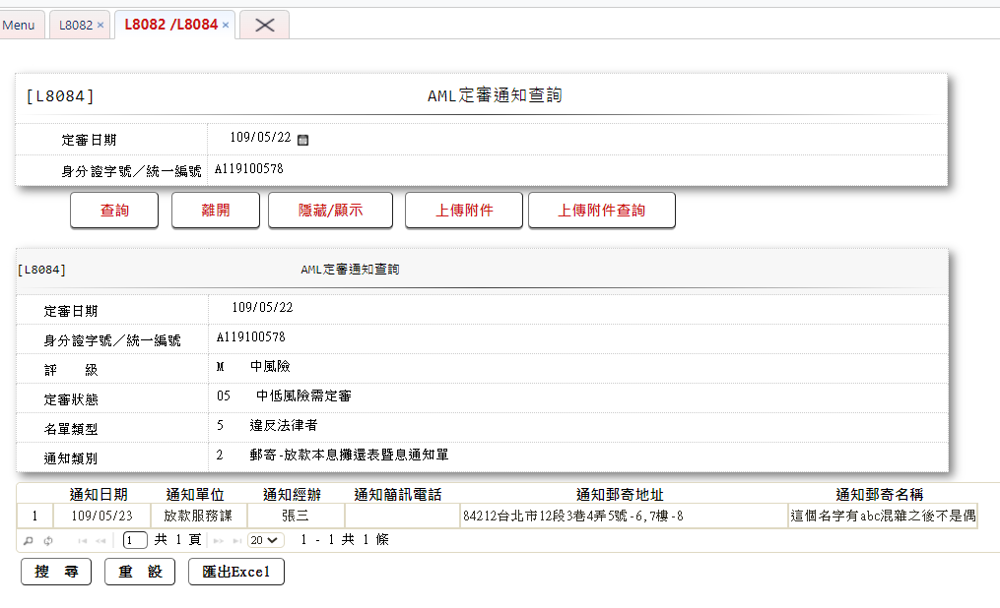 Menu L8082 × L8082 /L8084 ×
[L8084] AML定審通知查詢
定審日期 109/05/22
身分證字號／統一編號 A119100578
查詢 離開 隱藏/顯示 上傳附件 上傳附件查詢
[L8084] AML定審通知查詢
定審日期 109/05/22
身分證字號／統一編號 A119100578
評 級 M 中風險
定審狀態 05 中低風險需定審
名單類型 5 違反法律者
通知類別 2 郵寄-放款本息攤還表暨息通知單
通知日期 通知單位 通知經辦 通知簡訊電話 通知郵寄地址 通知郵寄名稱
1 109/05/23 放款服務課 張三 84212台北市12段3巷4弄5號-6,7樓-8 這個名字有abc混雜之後不是偶
1 共 1 頁 20 1 - 1 共 1 條
搜 尋 重 設 匯出Excel